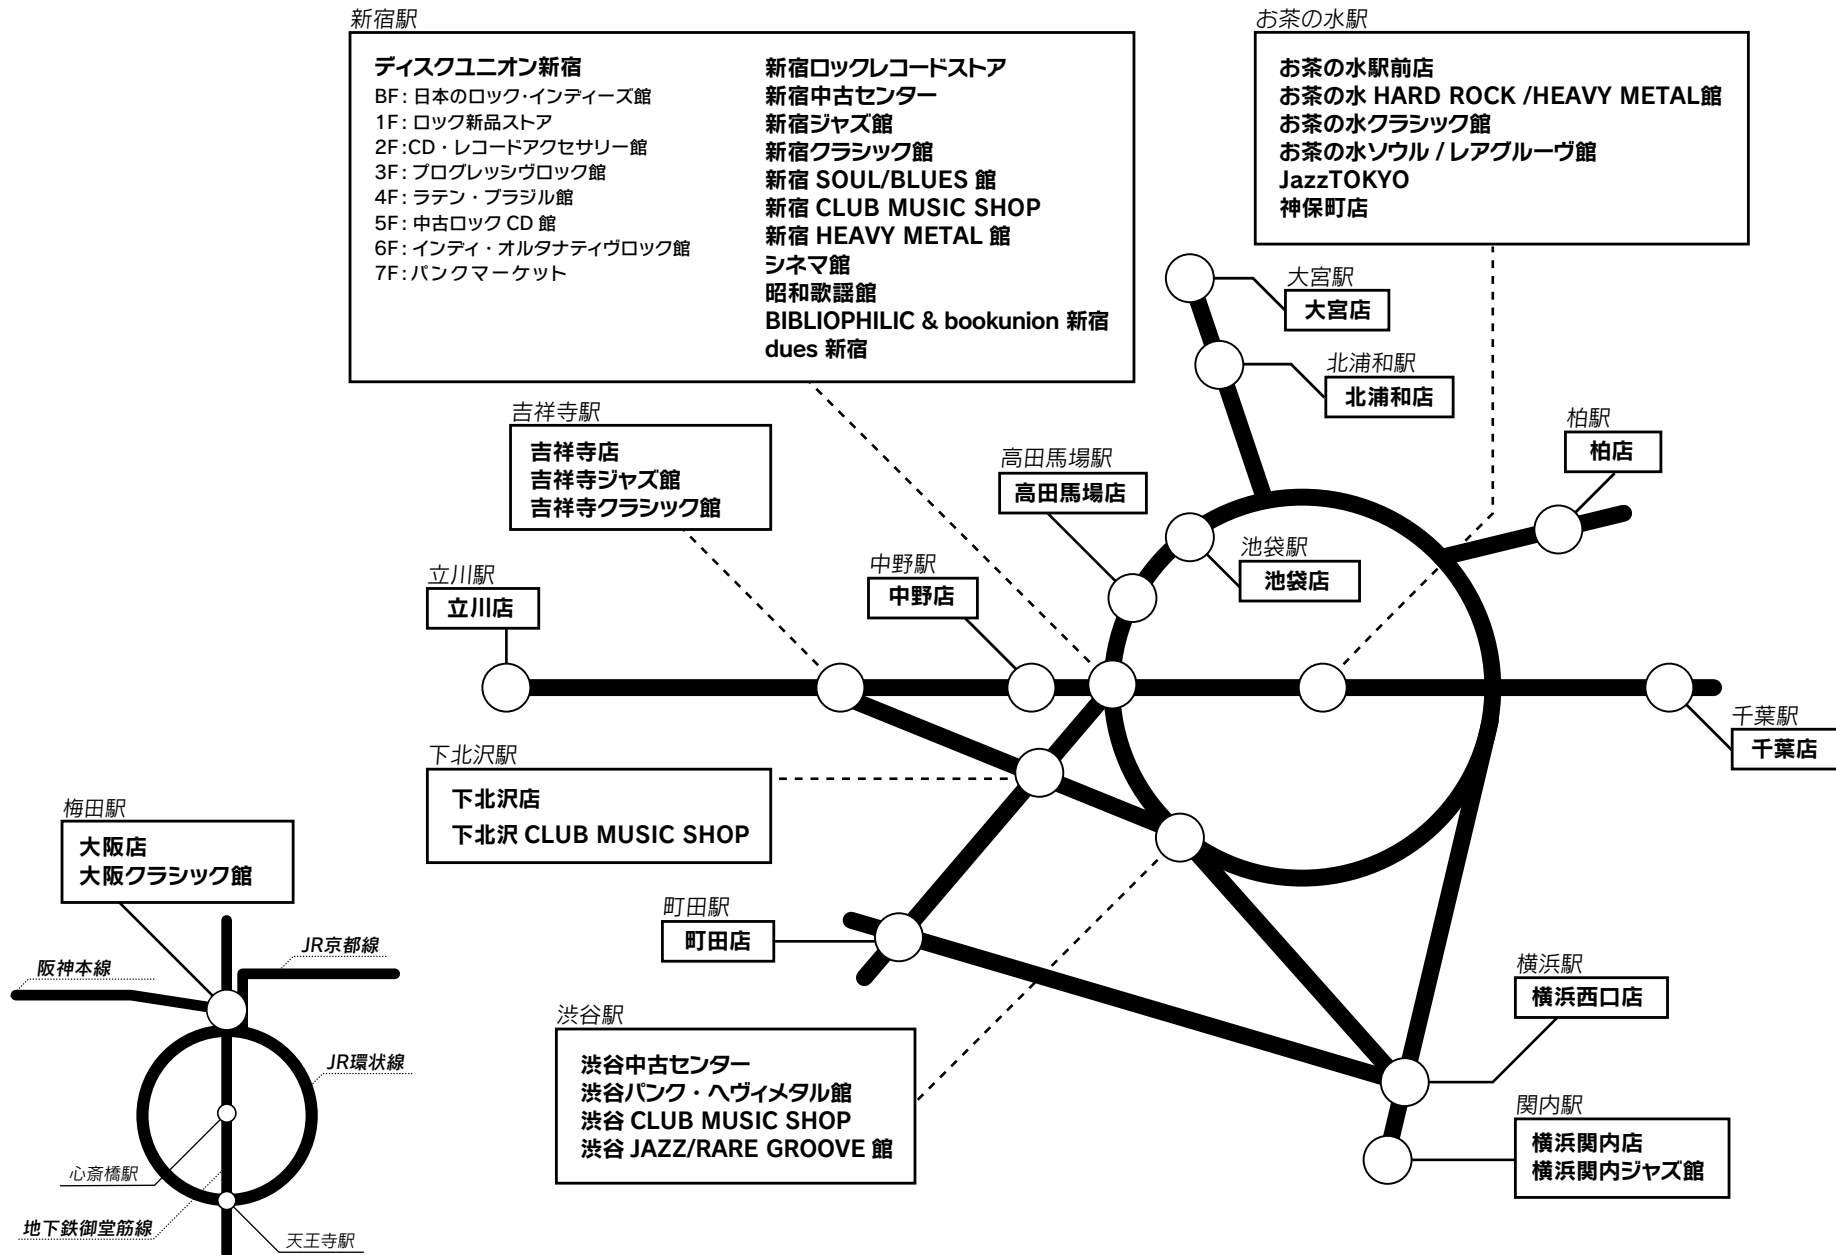 新宿駅
ディスクユニオン新宿
BF: 日本のロック・インディーズ館
1F: ロック新品ストア
2F:CD・レコードアクセサリー館
3F: プログレッシヴロック館
4F: ラテン・ブラジル館
5F: 中古ロック CD 館
6F: インディ・オルタナティヴロック館
7F: パンクマーケット
新宿ロックレコードストア
新宿中古センター
新宿ジャズ館
新宿クラシック館
新宿 SOUL/BLUES 館
新宿 CLUB MUSIC SHOP
新宿 HEAVY METAL 館
シネマ館
昭和歌謡館
BIBLIOPHILIC & bookunion 新宿
dues 新宿
お茶の水駅
お茶の水駅前店
お茶の水 HARD ROCK /HEAVY METAL館
お茶の水クラシック館
お茶の水ソウル / レアグルーヴ館
JazzTOKYO
神保町店
大宮駅
大宮店
北浦和駅
北浦和店
柏駅
柏店
吉祥寺駅
吉祥寺店
吉祥寺ジャズ館
吉祥寺クラシック館
高田馬場駅
高田馬場店
池袋駅
池袋店
中野駅
中野店
立川駅
立川店
千葉駅
千葉店
下北沢駅
下北沢店
下北沢 CLUB MUSIC SHOP
梅田駅
大阪店
大阪クラシック館
町田駅
町田店
JR京都線
阪神本線
横浜駅
横浜西口店
渋谷駅
渋谷中古センター
渋谷パンク・ヘヴィメタル館
渋谷 CLUB MUSIC SHOP
渋谷 JAZZ/RARE GROOVE 館
JR環状線
関内駅
横浜関内店
横浜関内ジャズ館
心斎橋駅
地下鉄御堂筋線
天王寺駅